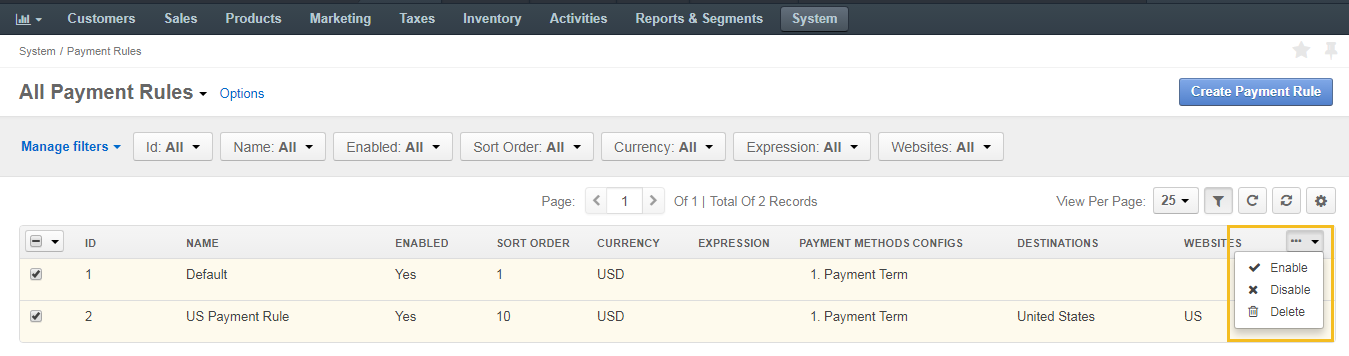 Customers Sales Products Marketing Taxes Inventory Activities Reports & Segments System
System / Payment Rules
All Payment Rules Options Create Payment Rule
Manage filters Id: All Name: All Enabled: All Sort Order: All Currency: All Expression: All Websites: All
Page: 1 Of 1 | Total Of 2 Records View Per Page: 25
ID NAME ENABLED SORT ORDER CURRENCY EXPRESSION PAYMENT METHODS CONFIGS DESTINATIONS WEBSITES
1 Default Yes 1 USD 1. Payment Term
2 US Payment Rule Yes 10 USD 1. Payment Term United States US
Enable
Disable
Delete